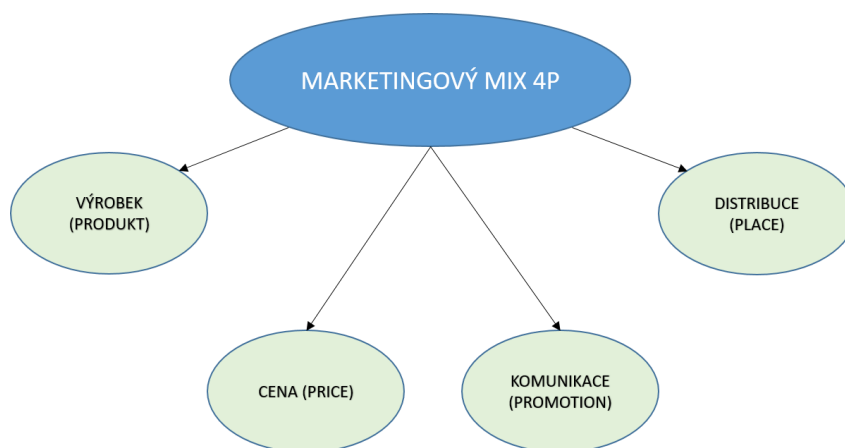 MARKETINGOVÝ MIX 4P
VÝROBEK
(PRODUKT)
DISTRIBUCE
(PLACE)
CENA (PRICE)
KOMUNIKACE
(PROMOTION)